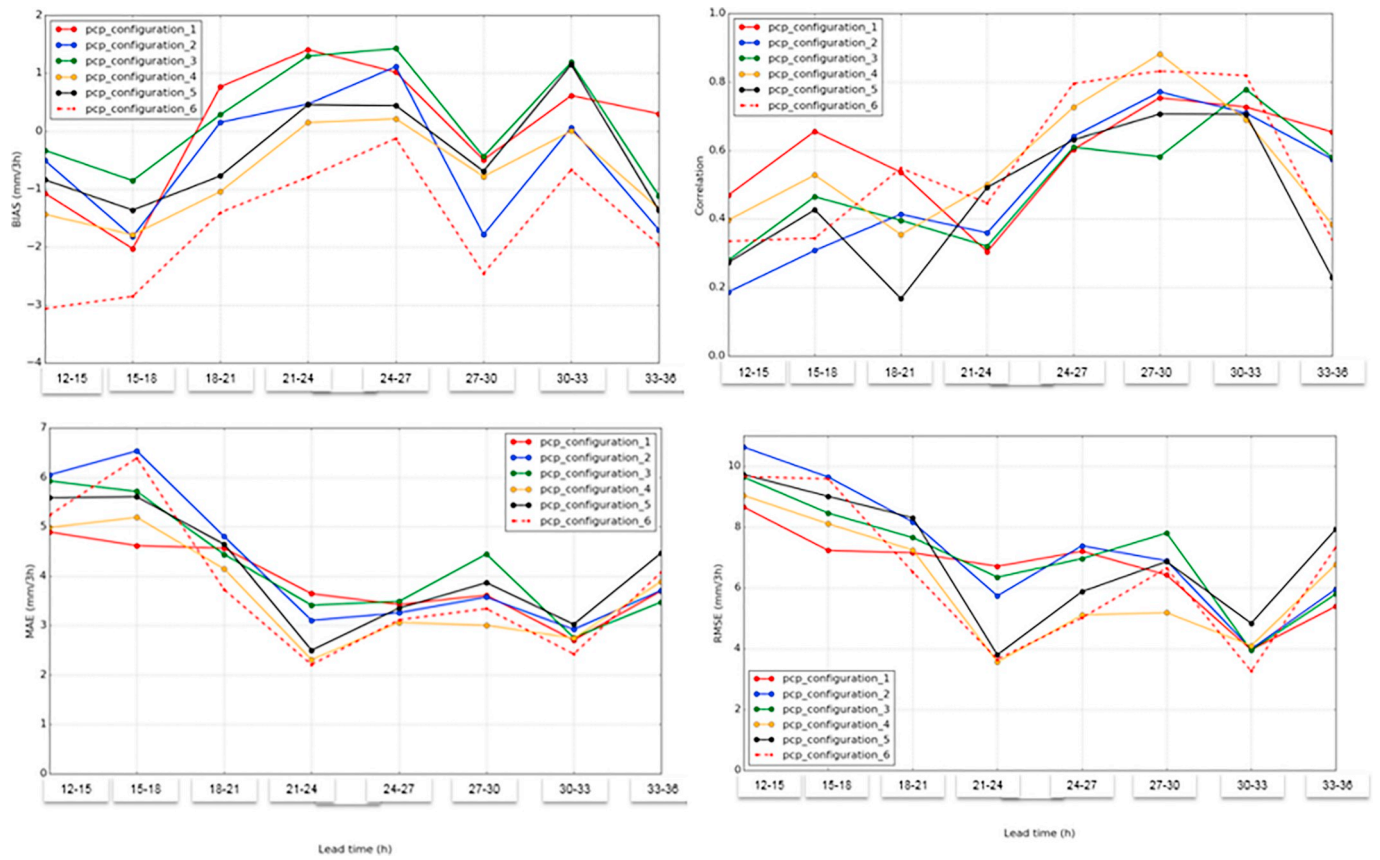 2
1
0
−1
−2
−3
−4
BIAS (mm/3h)
pcp_configuration_1
pcp_configuration_2
pcp_configuration_3
pcp_configuration_4
pcp_configuration_5
pcp_configuration_6
12-15 15-18 18-21 21-24 24-27 27-30 30-33 33-36
1.0
0.8
0.6
0.4
0.2
0.0
Correlation
pcp_configuration_1
pcp_configuration_2
pcp_configuration_3
pcp_configuration_4
pcp_configuration_5
pcp_configuration_6
12-15 15-18 18-21 21-24 24-27 27-30 30-33 33-36
7
6
5
4
3
2
1
0
MAE (mm/3h)
pcp_configuration_1
pcp_configuration_2
pcp_configuration_3
pcp_configuration_4
pcp_configuration_5
pcp_configuration_6
12-15 15-18 18-21 21-24 24-27 27-30 30-33 33-36
Lead time (h)
10
8
6
4
2
0
RMSE (mm/3h)
pcp_configuration_1
pcp_configuration_2
pcp_configuration_3
pcp_configuration_4
pcp_configuration_5
pcp_configuration_6
12-15 15-18 18-21 21-24 24-27 27-30 30-33 33-36
Lead time (h)